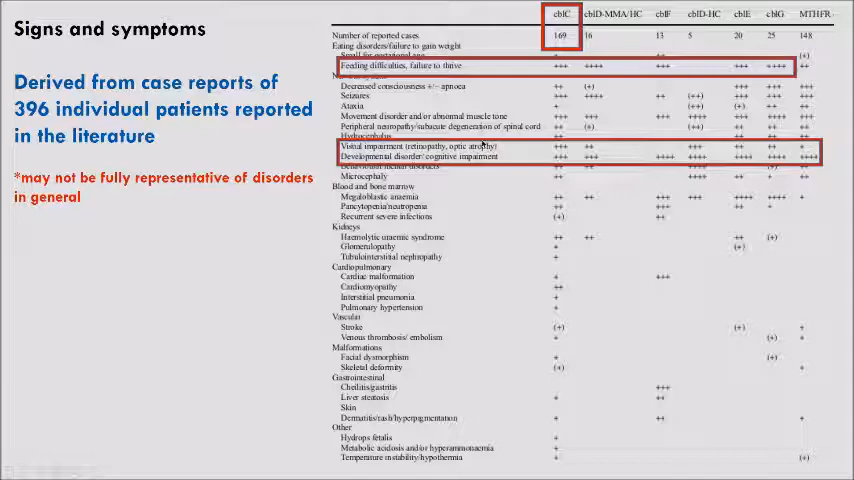 Signs and symptoms
Derived from case reports of
396 individual patients reported
in the literature
*may not be fully representative of disorders
in general
cblC cblD-MMA/HC cblF cblD-HC cblE cblG MTHFR
Number of reported cases 169 16 13 5 20 25 148
Eating disorders/failure to gain weight
Small for gestational age + ++ (+)
Feeding difficulties, failure to thrive +++ ++++ +++ +++ ++++ ++
Decreased consciousness +/− apnoea ++ (+) +++ +++ +++
Seizures +++ ++++ ++ (++) +++ +++ +++
Ataxia + (++) (+) ++ ++
Movement disorder and/or abnormal muscle tone +++ +++ +++ ++++ +++ ++++ +++
Peripheral neuropathy/subacute degeneration of spinal cord ++ (+) (++) ++ ++ ++
Hydrocephalus ++ ++ ++ ++
Visual impairment (retinopathy, optic atrophy) +++ ++ +++ ++ ++ +
Developmental disorder/ cognitive impairment +++ +++ ++++ ++++ ++++ ++++ ++++
Behavioural/mental disorders ++ ++ ++++ (+) ++
Microcephaly ++ ++++ ++ + ++
Blood and bone marrow
Megaloblastic anaemia ++ ++ +++ +++ ++++ ++++ +
Pancytopenia/neutropenia ++ +++ ++ +
Recurrent severe infections (+) ++
Kidneys
Haemolytic uraemic syndrome ++ ++ ++ (+)
Glomerulopathy + (+)
Tubulointerstitial nephropathy +
Cardiopulmonary
Cardiac malformation + +++
Cardiomyopathy ++
Interstitial pneumonia +
Pulmonary hypertension +
Vascular
Stroke (+) (+) +
Venous thrombosis/ embolism + (+) +
Malformations
Facial dysmorphism + (+)
Skeletal deformity (+) +
Gastrointestinal
Cheilitis/gastritis +++
Liver steatosis + ++
Skin
Dermatitis/rash/hyperpigmentation + ++ +
Other
Hydrops fetalis +
Metabolic acidosis and/or hyperammonaemia +
Temperature instability/hypothermia + (+)